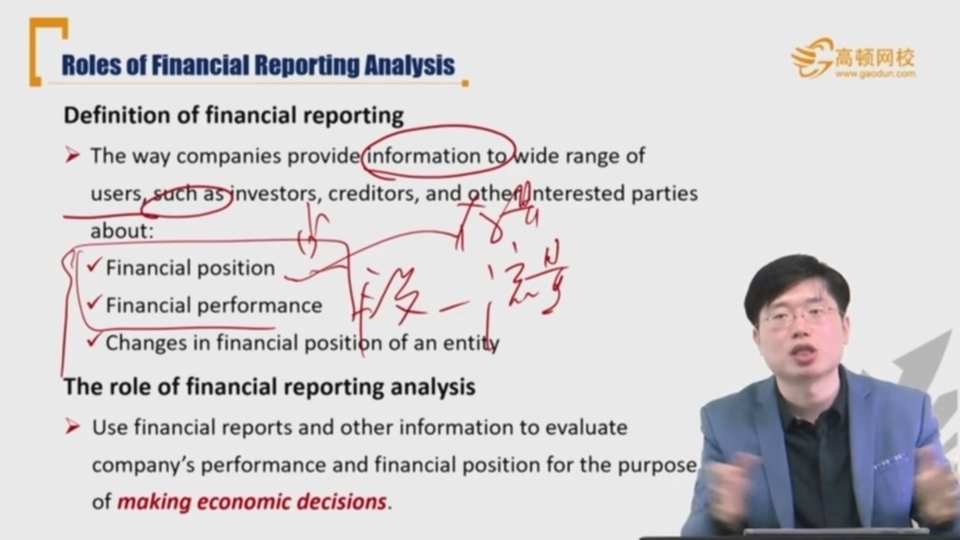 Roles of Financial Reporting Analysis
高顿网校
www.gaodun.com
Definition of financial reporting
The way companies provide information to wide range of
users, such as investors, creditors, and other interested parties
about:
Financial position
Financial performance
Changes in financial position of an entity
The role of financial reporting analysis
Use financial reports and other information to evaluate
company's performance and financial position for the purpose
of making economic decisions.